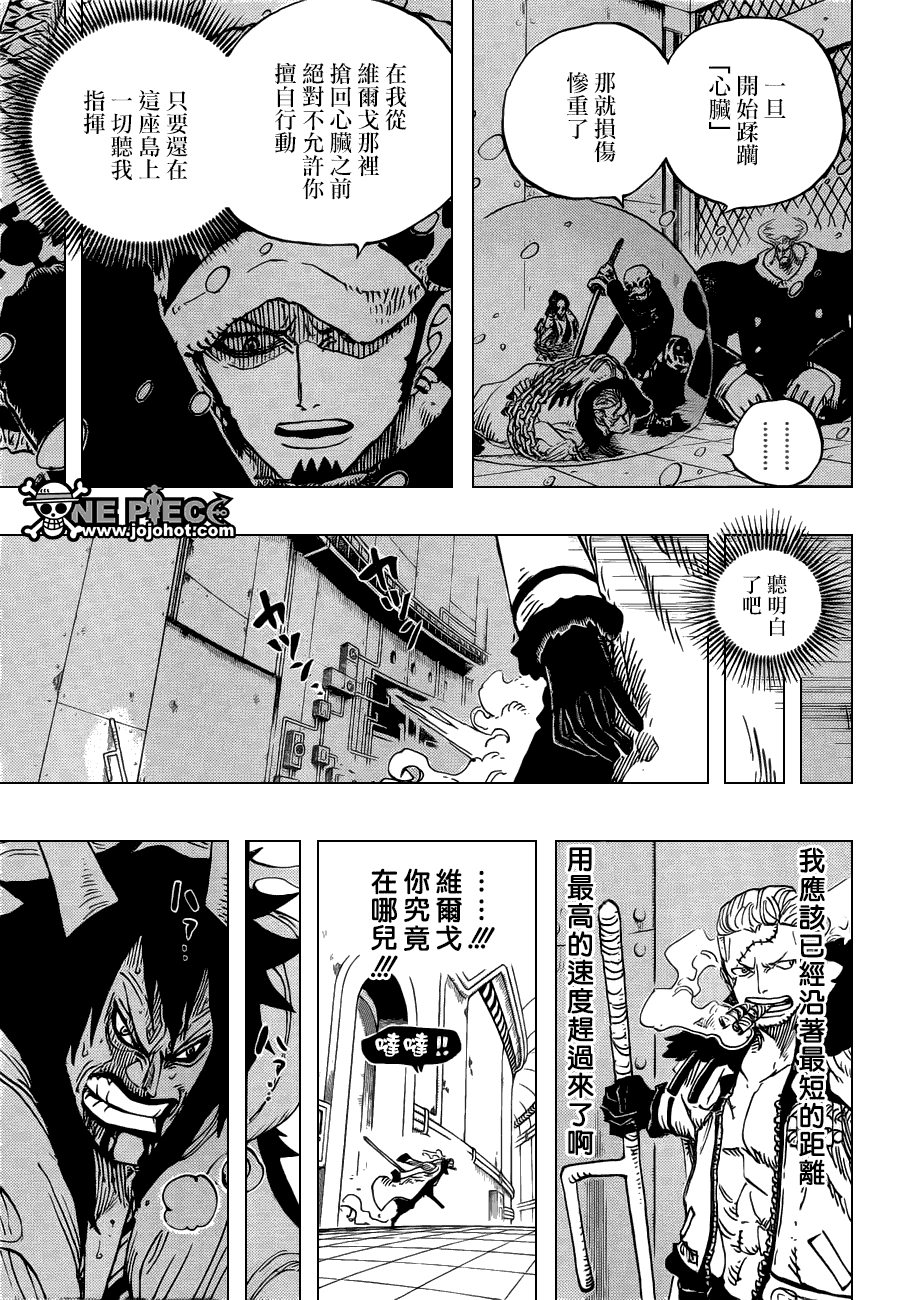 一旦
開始蹂躪
「心臟」
那就損傷
慘重了
…………
在我從
維爾戈那裡
搶回心臟之前
絕對不允許你
擅自行動
只要還在
這座島上
一切聽我
指揮
ONE PIECE
www.jojohot.com
聽明白
了吧
我應該已經沿著最短的距離
用最高的速度趕過來了啊
……!!!
維爾戈
你究竟
在哪兒
!!!
噠噠!!